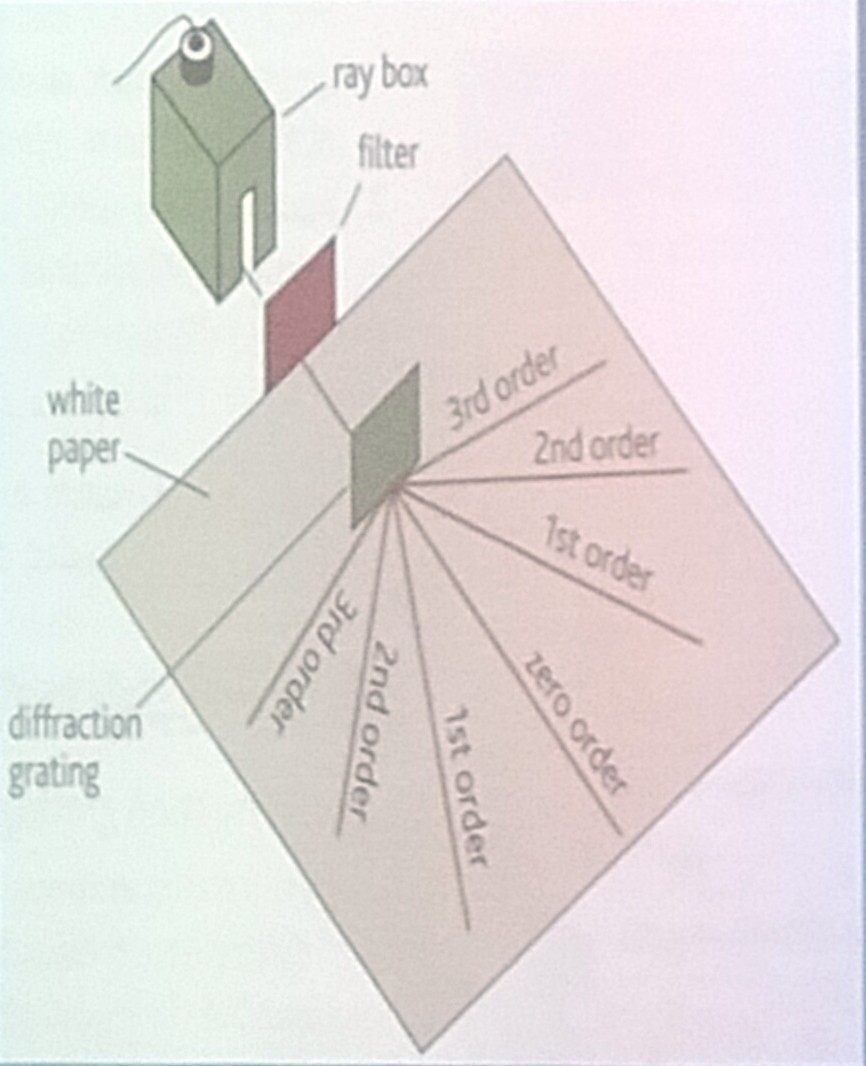 ray box
filter
white
paper
3rd order
2nd order
1st order
zero order
1st order
2nd order
3rd order
diffraction
grating